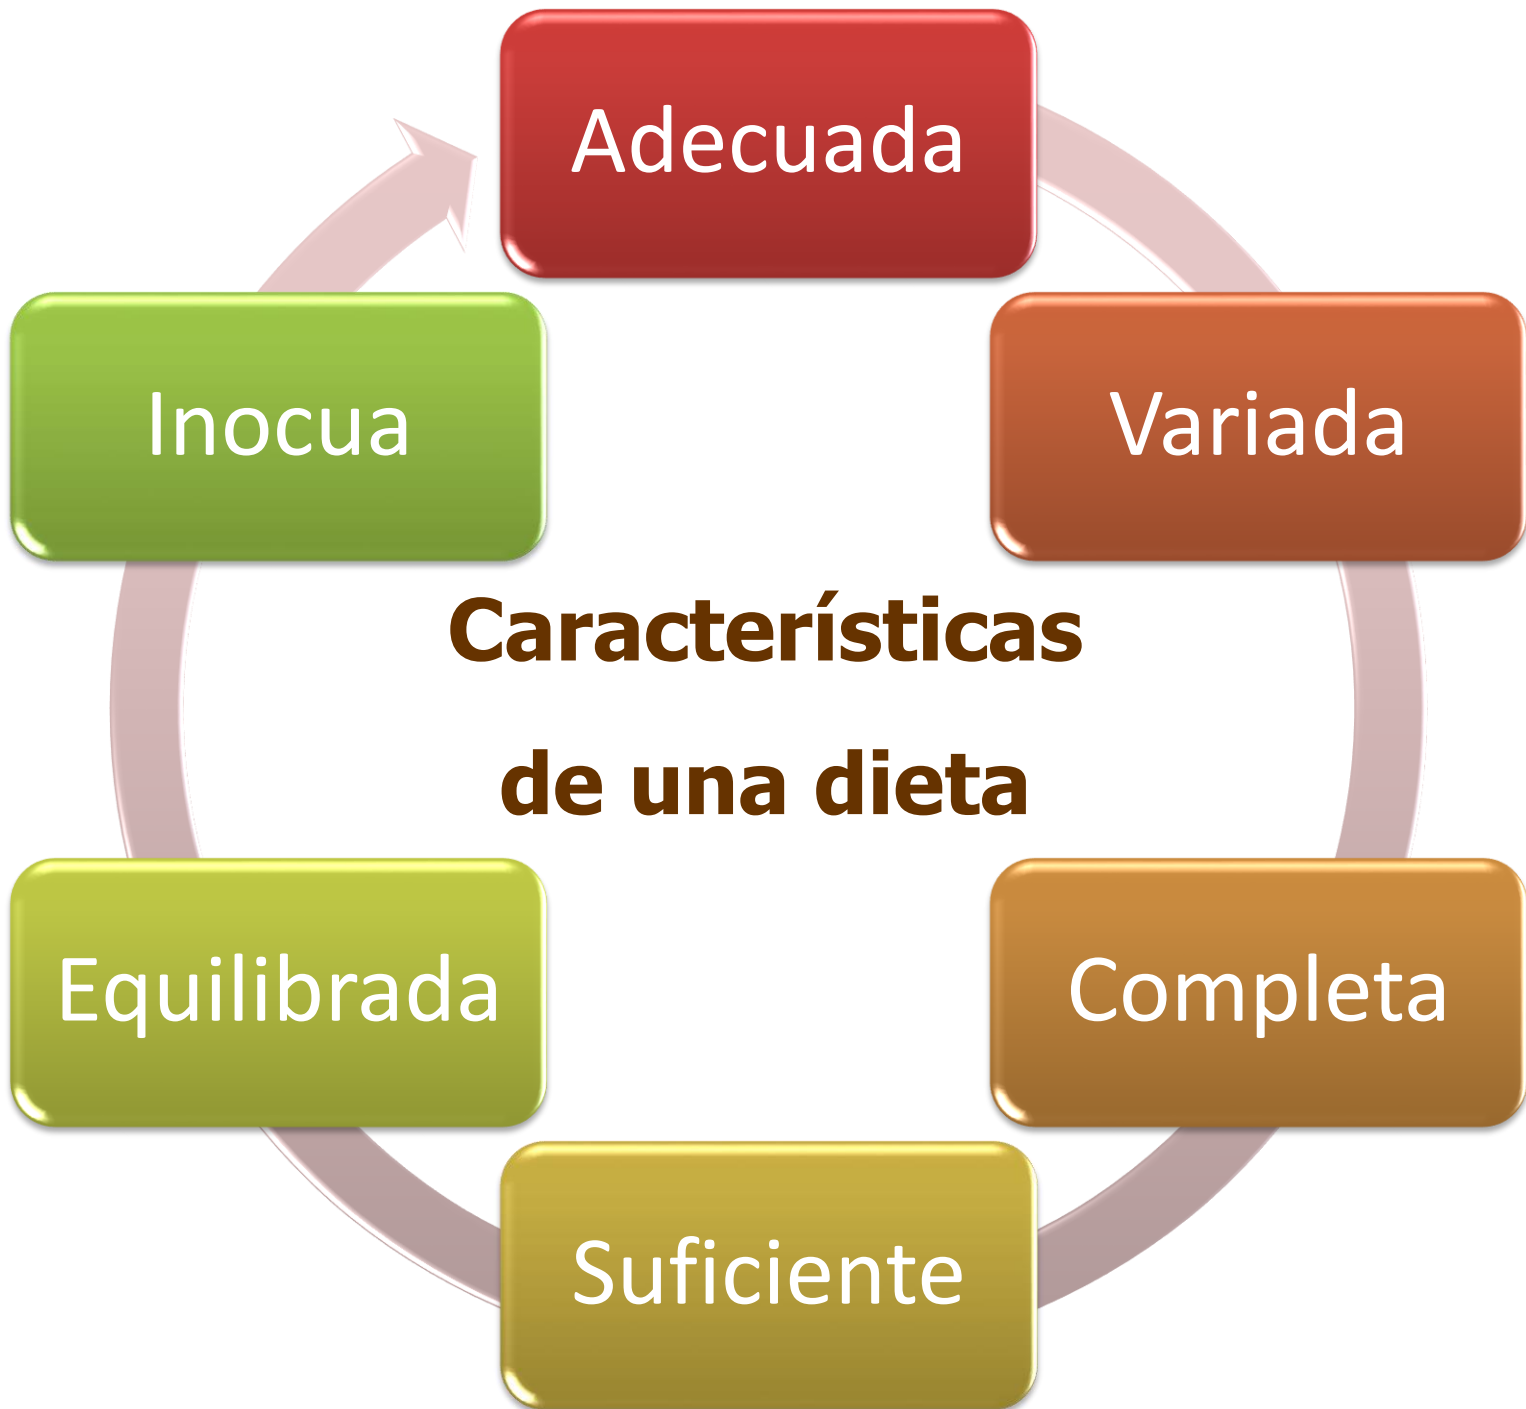 Adecuada
Variada
Completa
Suficiente
Equilibrada
Inocua
Características
de una dieta